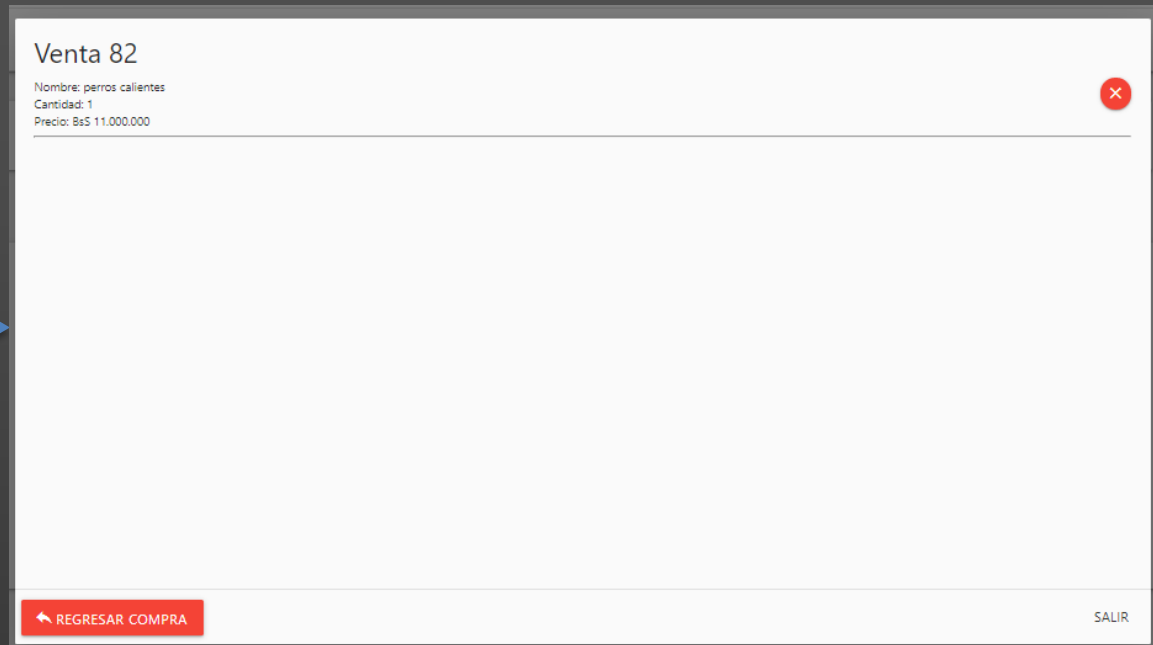 Venta 82
Nombre: perros calientes
Cantidad: 1
Precio: BsS 11.000.000
REGRESAR COMPRA
SALIR